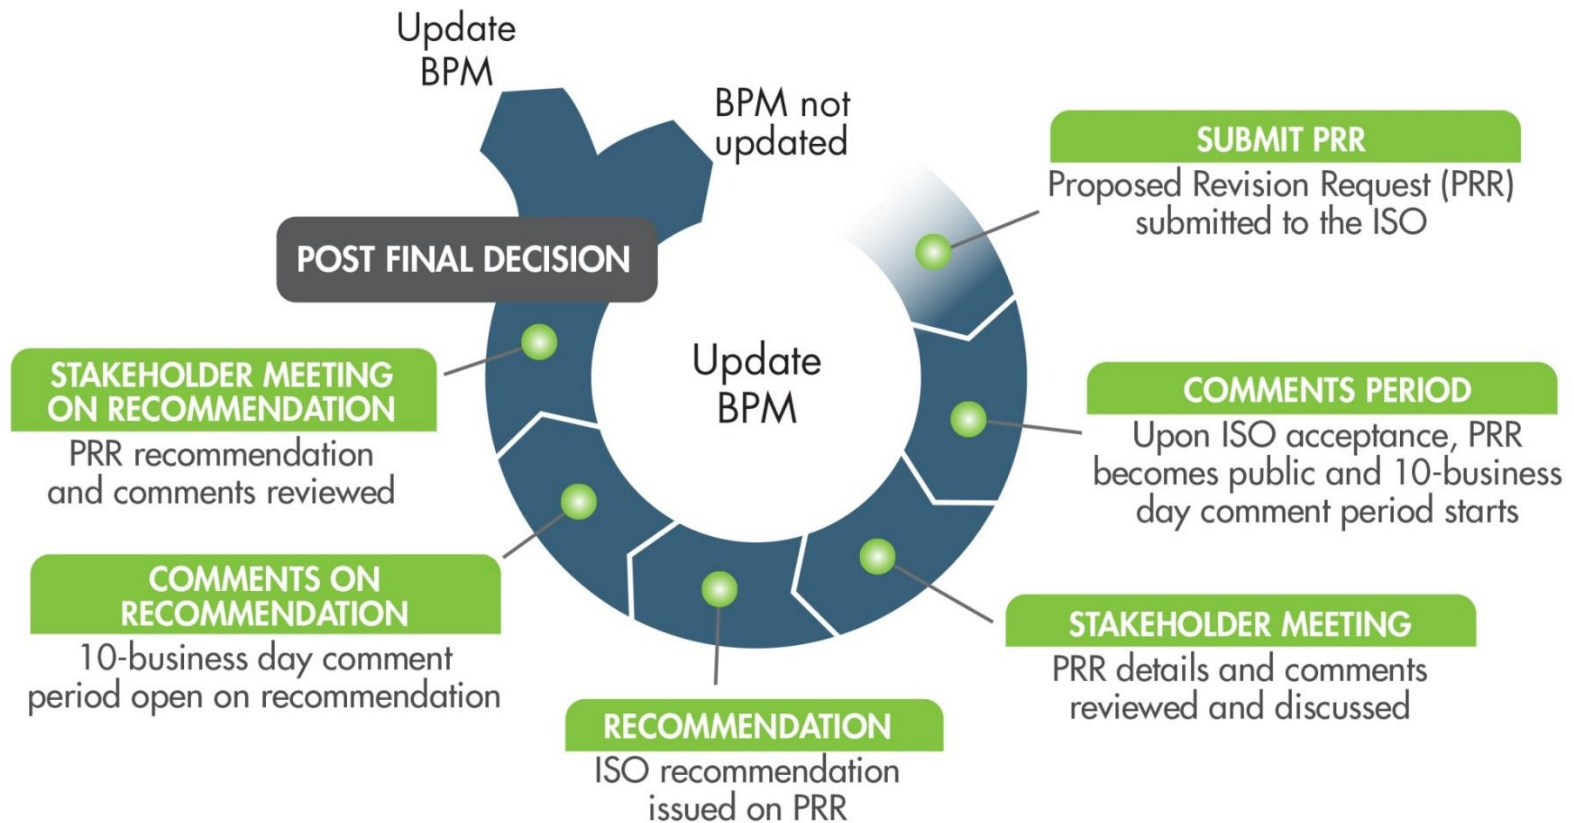 Update
BPM
BPM not
updated
SUBMIT PRR
Proposed Revision Request (PRR)
submitted to the ISO
POST FINAL DECISION
Update
BPM
STAKEHOLDER MEETING
ON RECOMMENDATION
PRR recommendation
and comments reviewed
COMMENTS PERIOD
Upon ISO acceptance, PRR
becomes public and 10-business
day comment period starts
COMMENTS ON
RECOMMENDATION
10-business day comment
period open on recommendation
STAKEHOLDER MEETING
PRR details and comments
reviewed and discussed
RECOMMENDATION
ISO recommendation
issued on PRR